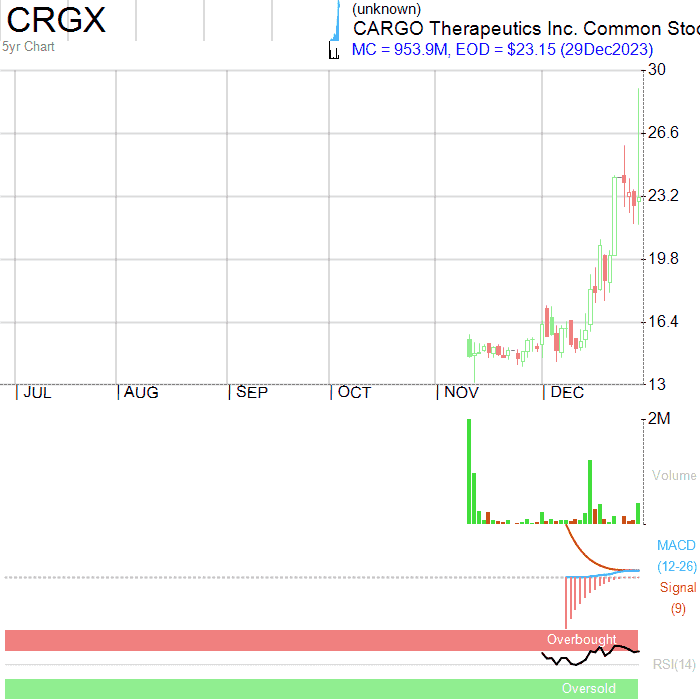 CRGX
(unknown)
CARGO Therapeutics Inc. Common Stoc
5yr Chart
MC = 953.9M, EOD = $23.15 (29Dec2023)
30
26.6
23.2
19.8
16.4
13
JUL
AUG
SEP
OCT
NOV
DEC
2M
Volume
MACD
(12-26)
Signal
(9)
Overbought
RSI(14)
Oversold